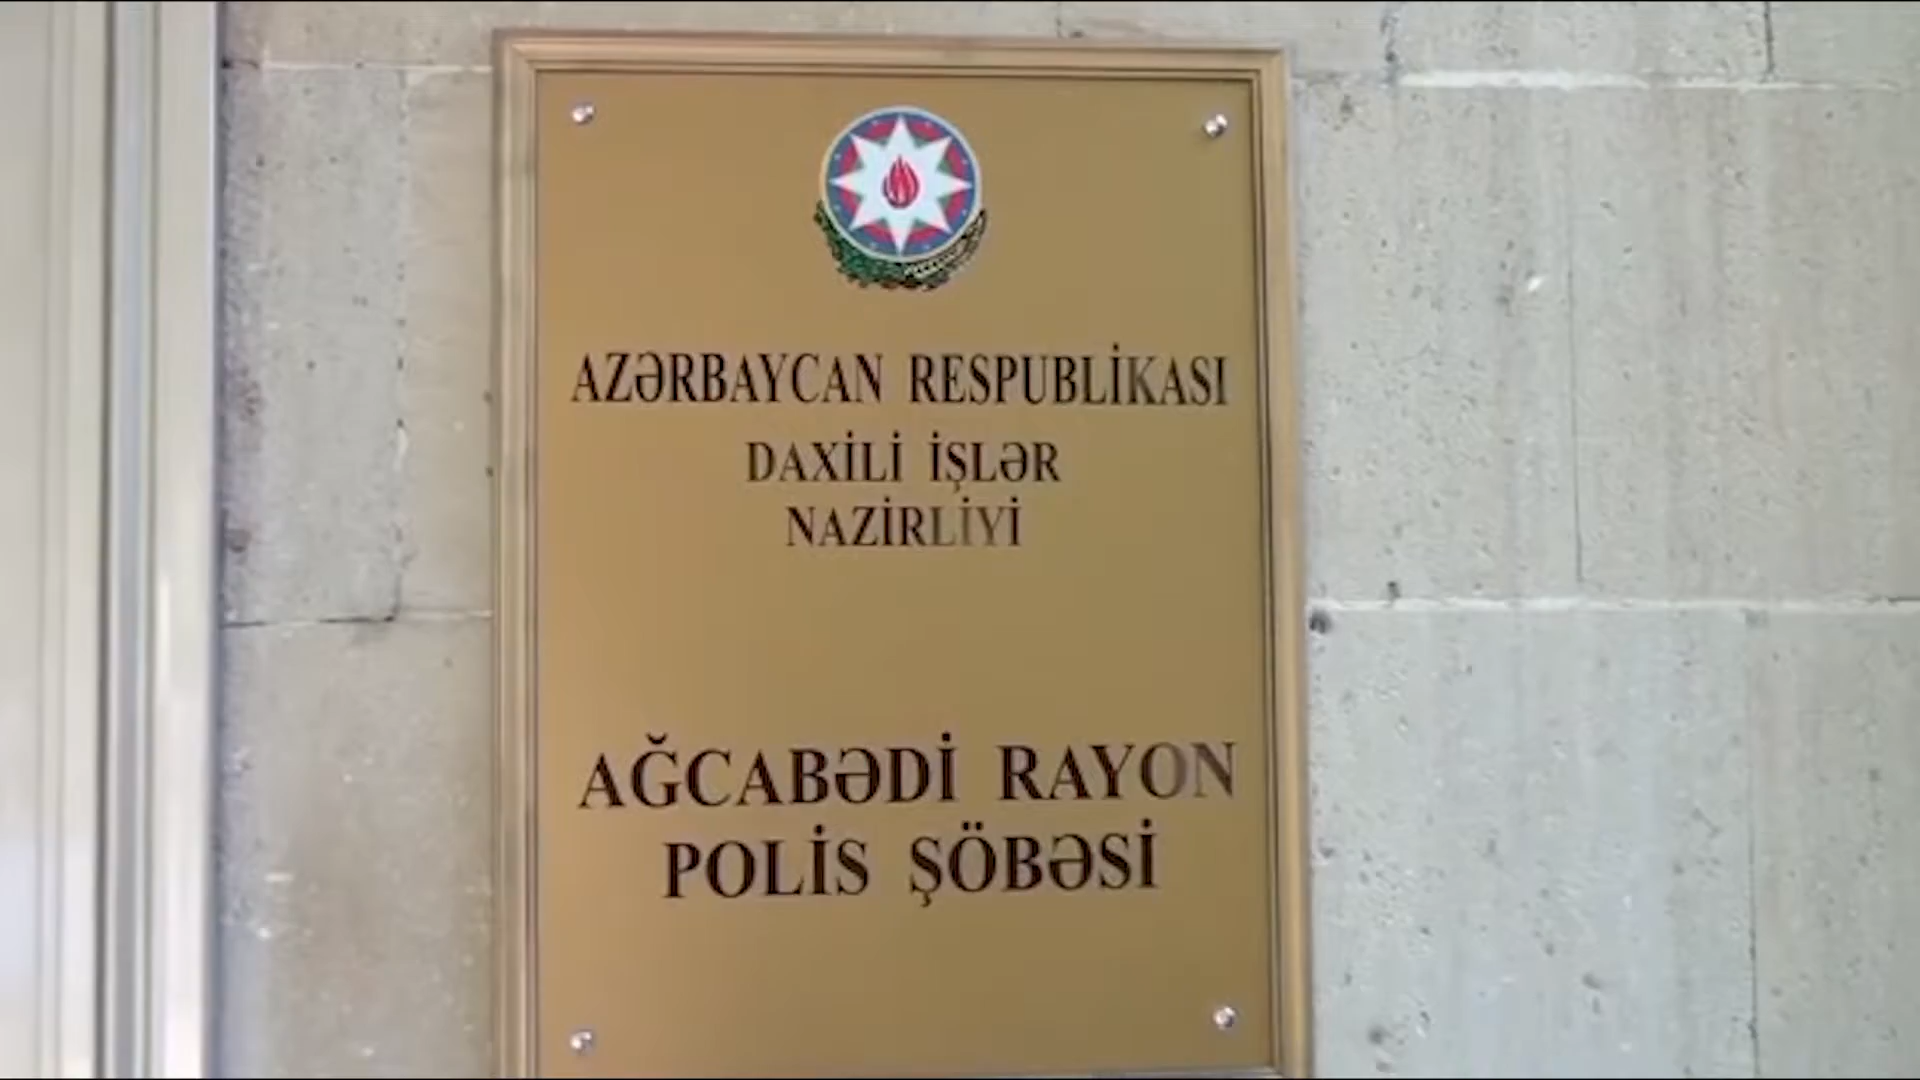 AZƏRBAYCAN RESPUBLİKASI
DAXİLİ İŞLƏR
NAZİRLİYİ
AĞCABƏDİ RAYON
POLİS ŞÖBƏSİ